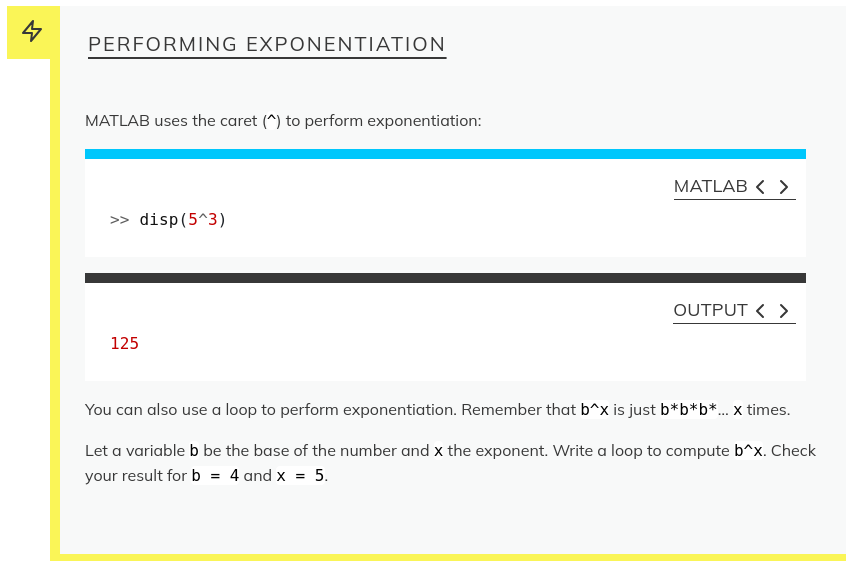 PERFORMING EXPONENTIATION
MATLAB uses the caret (^) to perform exponentiation:
MATLAB
>> disp(5^3)
OUTPUT
125
You can also use a loop to perform exponentiation. Remember that b^x is just b*b*b*… x times.
Let a variable b be the base of the number and x the exponent. Write a loop to compute b^x. Check
your result for b = 4 and x = 5.